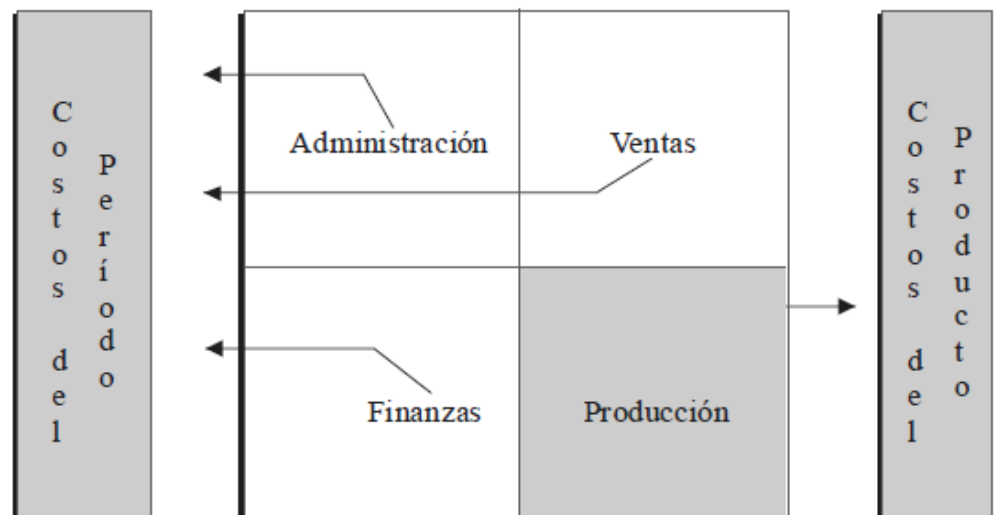 Costos del
Período
Administración
Ventas
Finanzas
Producción
Costos del
Producto